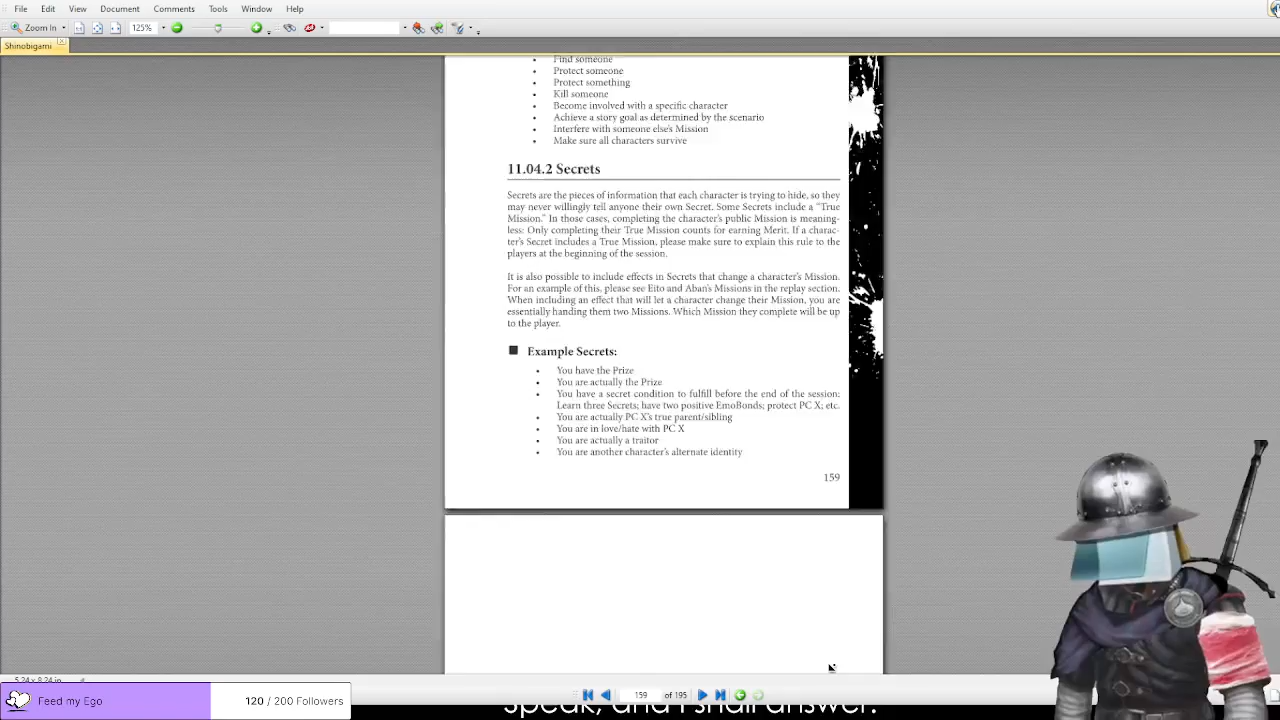 File Edit View Document Comments Tools Window Help
Zoom In 125%
Shinobigami
• Find someone
• Protect someone
• Protect something
• Kill someone
• Become involved with a specific character
• Achieve a story goal as determined by the scenario
• Interfere with someone else's Mission
• Make sure all characters survive
11.04.2 Secrets
Secrets are the pieces of information that each character is trying to hide, so they
may never willingly tell anyone their own Secret. Some Secrets include a "True
Mission." In those cases, completing the character's public Mission is meaning-
less: Only completing their True Mission counts for earning Merit. If a charac-
ter's Secret includes a True Mission, please make sure to explain this rule to the
players at the beginning of the session.
It is also possible to include effects in Secrets that change a character's Mission.
For an example of this, please see Eito and Aban's Missions in the replay section.
When including an effect that will let a character change their Mission, you are
essentially handing them two Missions. Which Mission they complete will be up
to the player.
■ Example Secrets:
• You have the Prize
• You are actually the Prize
• You have a secret condition to fulfill before the end of the session:
Learn three Secrets; have two positive EmoBonds; protect PC X; etc.
• You are actually PC X's true parent/sibling
• You are in love/hate with PC X
• You are actually a traitor
• You are another character's alternate identity
159
5.24 x 8.24 in
159 of 195
Feed my Ego 120 / 200 Followers
Speak, and I shall answer.